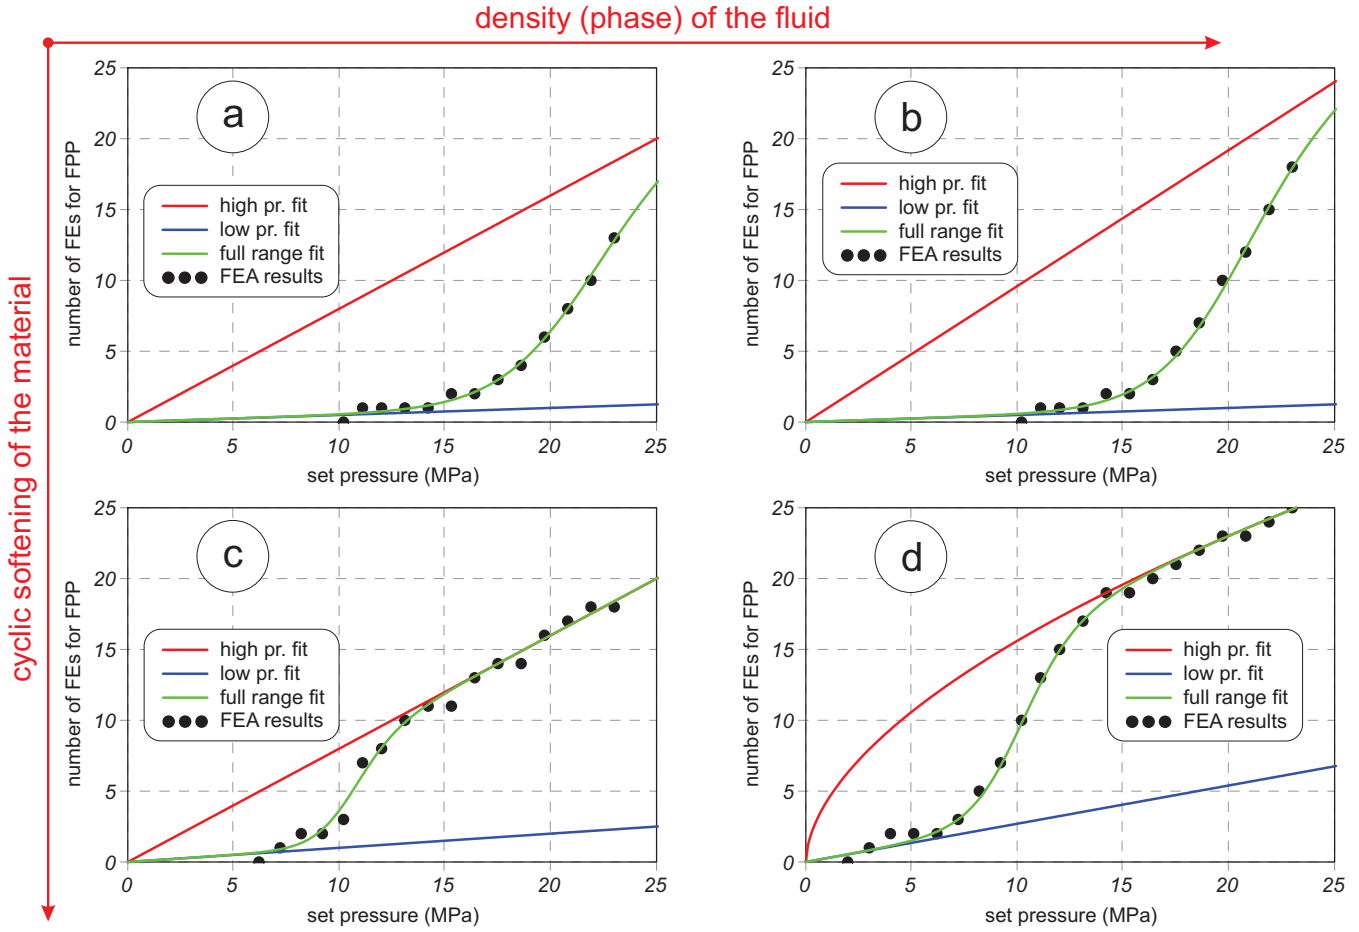 density (phase) of the fluid
cyclic softening of the material
a
number of FEs for FPP
25
20
15
10
5
0
high pr. fit
low pr. fit
full range fit
FEA results
0 5 10 15 20 25
set pressure (MPa)
b
number of FEs for FPP
25
20
15
10
5
0
high pr. fit
low pr. fit
full range fit
FEA results
0 5 10 15 20 25
set pressure (MPa)
c
number of FEs for FPP
25
20
15
10
5
0
high pr. fit
low pr. fit
full range fit
FEA results
0 5 10 15 20 25
set pressure (MPa)
d
number of FEs for FPP
25
20
15
10
5
0
high pr. fit
low pr. fit
full range fit
FEA results
0 5 10 15 20 25
set pressure (MPa)